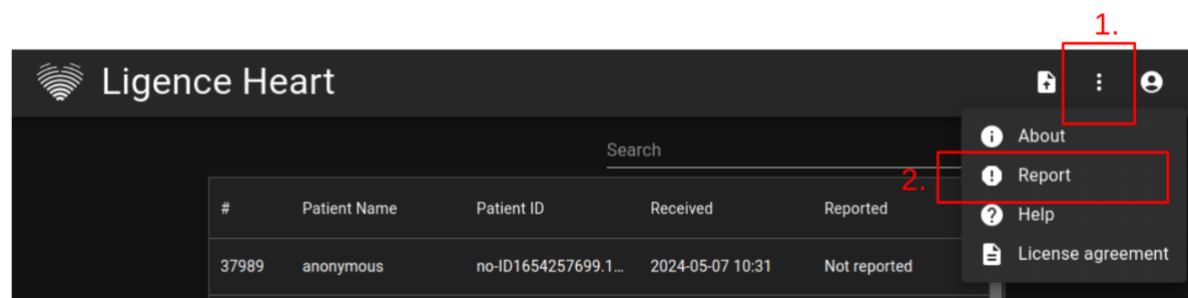 1.
Ligence Heart
About
Search
2.
Report
# Patient Name Patient ID Received Reported
Help
37989 anonymous no-ID1654257699.1... 2024-05-07 10:31 Not reported
License agreement